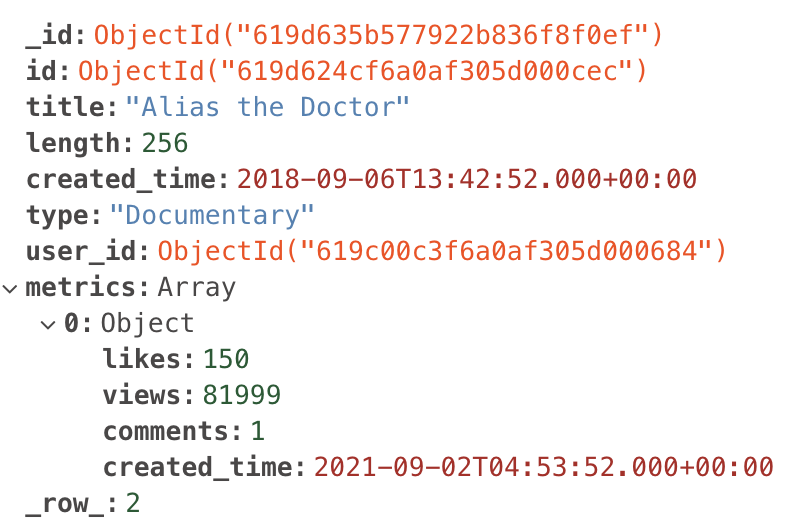 _id: ObjectId("619d635b577922b836f8f0ef")
id: ObjectId("619d624cf6a0af305d000cec")
title: "Alias the Doctor"
length: 256
created_time: 2018-09-06T13:42:52.000+00:00
type: "Documentary"
user_id: ObjectId("619c00c3f6a0af305d000684")
metrics: Array
0: Object
likes: 150
views: 81999
comments: 1
created_time: 2021-09-02T04:53:52.000+00:00
_row_: 2